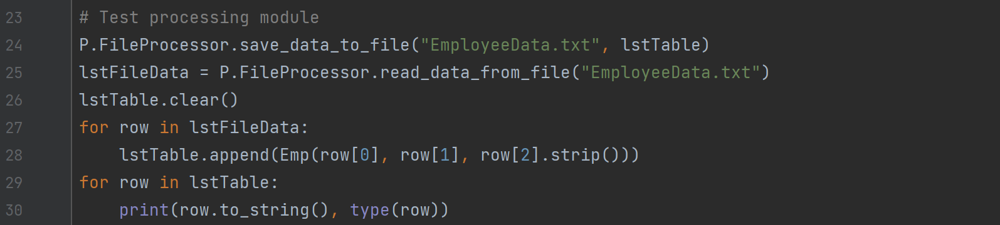 23 # Test processing module
24 P.FileProcessor.save_data_to_file("EmployeeData.txt", lstTable)
25 lstFileData = P.FileProcessor.read_data_from_file("EmployeeData.txt")
26 lstTable.clear()
27 for row in lstFileData:
28     lstTable.append(Emp(row[0], row[1], row[2].strip()))
29 for row in lstTable:
30     print(row.to_string(), type(row))